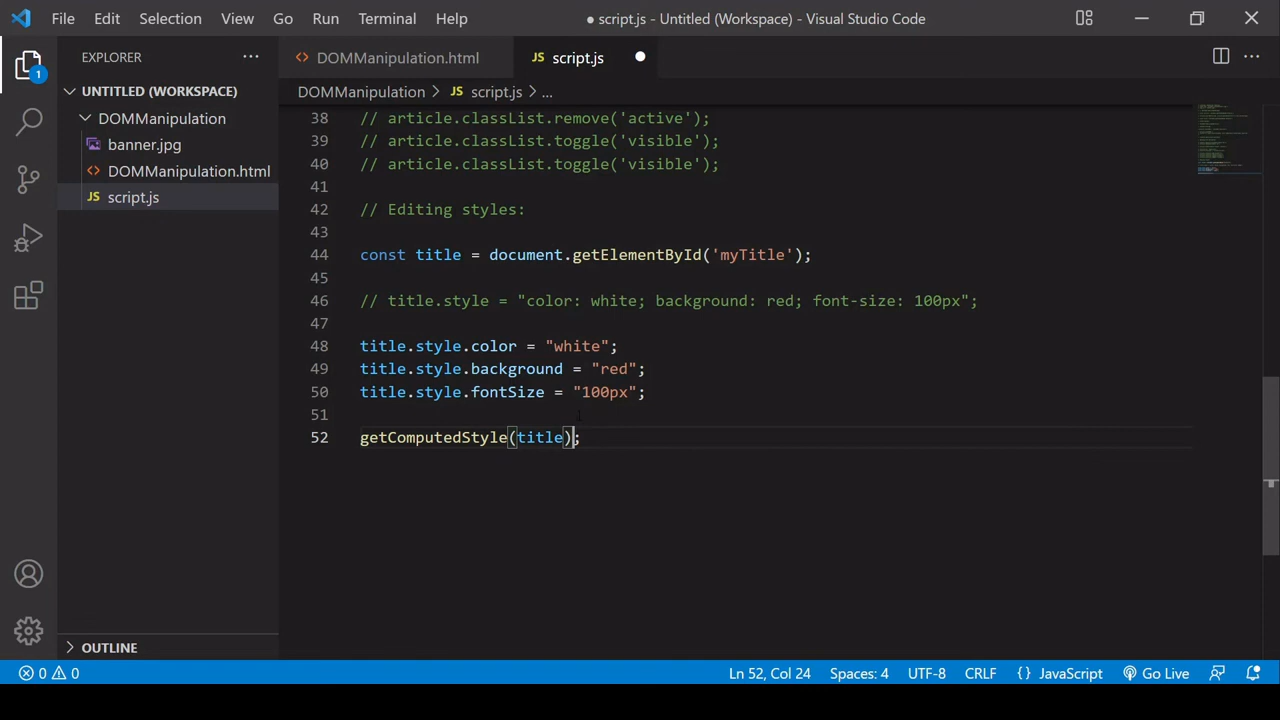 File Edit Selection View Go Run Terminal Help
● script.js - Untitled (Workspace) - Visual Studio Code
EXPLORER
1
UNTITLED (WORKSPACE)
DOMManipulation
banner.jpg
DOMManipulation.html
JS script.js
OUTLINE
DOMManipulation.html
JS script.js
DOMManipulation > JS script.js > ...
38 // article.classList.remove('active');
39 // article.classlist.toggle('visible');
40 // article.classlist.toggle('visible');
41
42 // Editing styles:
43
44 const title = document.getElementById('myTitle');
45
46 // title.style = "color: white; background: red; font-size: 100px";
47
48 title.style.color = "white";
49 title.style.background = "red";
50 title.style.fontSize = "100px";
51
52 getComputedStyle(title);
0 0
Ln 52, Col 24 Spaces: 4 UTF-8 CRLF {} JavaScript Go Live